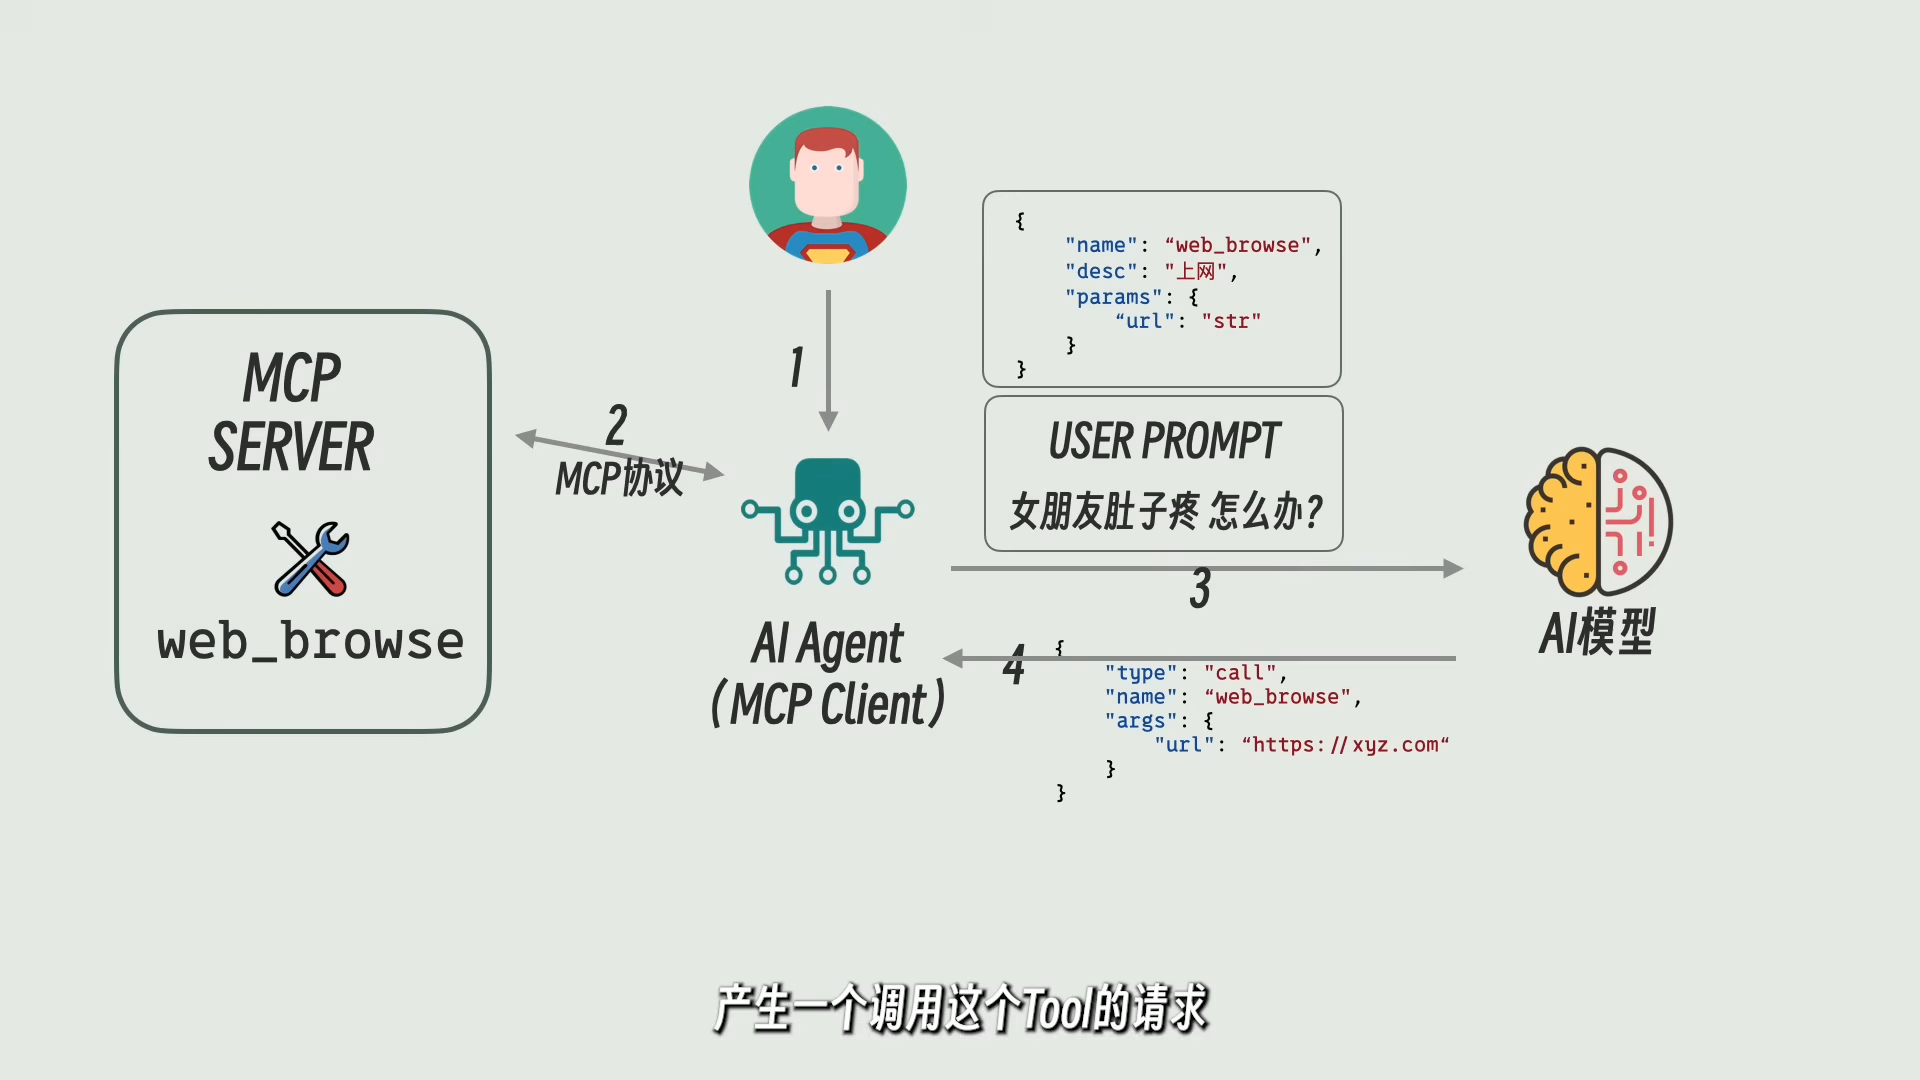 MCP
SERVER
web_browse
1
2
MCP协议
AI Agent
(MCP Client)
{
"name": “web_browse",
"desc": "上网",
"params": {
“url": "str"
}
}
USER PROMPT
女朋友肚子疼 怎么办?
3
4
{
"type": "call",
"name": “web_browse",
"args": {
"url": “https://xyz.com“
}
}
AI模型
产生一个调用这个Tool的请求